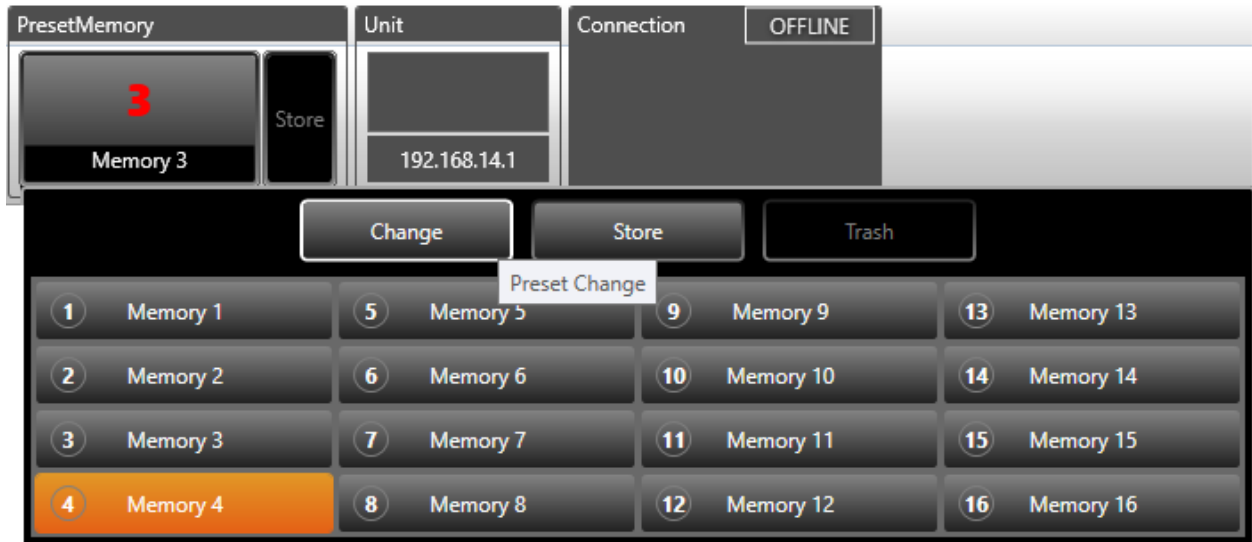 PresetMemory Unit Connection OFFLINE
3
Store
Memory 3 192.168.14.1
Change Store Trash
Preset Change
1 Memory 1 5 Memory 5 9 Memory 9 13 Memory 13
2 Memory 2 6 Memory 6 10 Memory 10 14 Memory 14
3 Memory 3 7 Memory 7 11 Memory 11 15 Memory 15
4 Memory 4 8 Memory 8 12 Memory 12 16 Memory 16